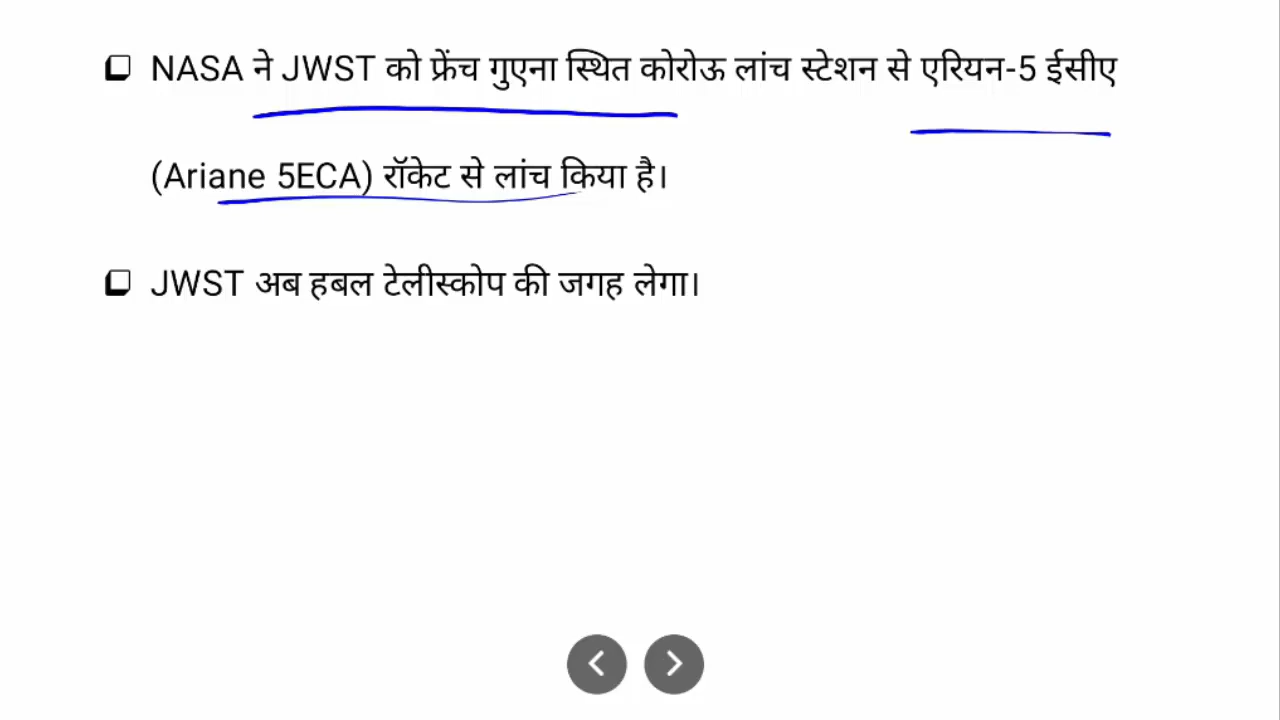 ❑ NASA ने JWST को फ्रेंच गुएना स्थित कोरोऊ लांच स्टेशन से एरियन-5 ईसीए
(Ariane 5ECA) रॉकेट से लांच किया है।
❑ JWST अब हबल टेलीस्कोप की जगह लेगा।